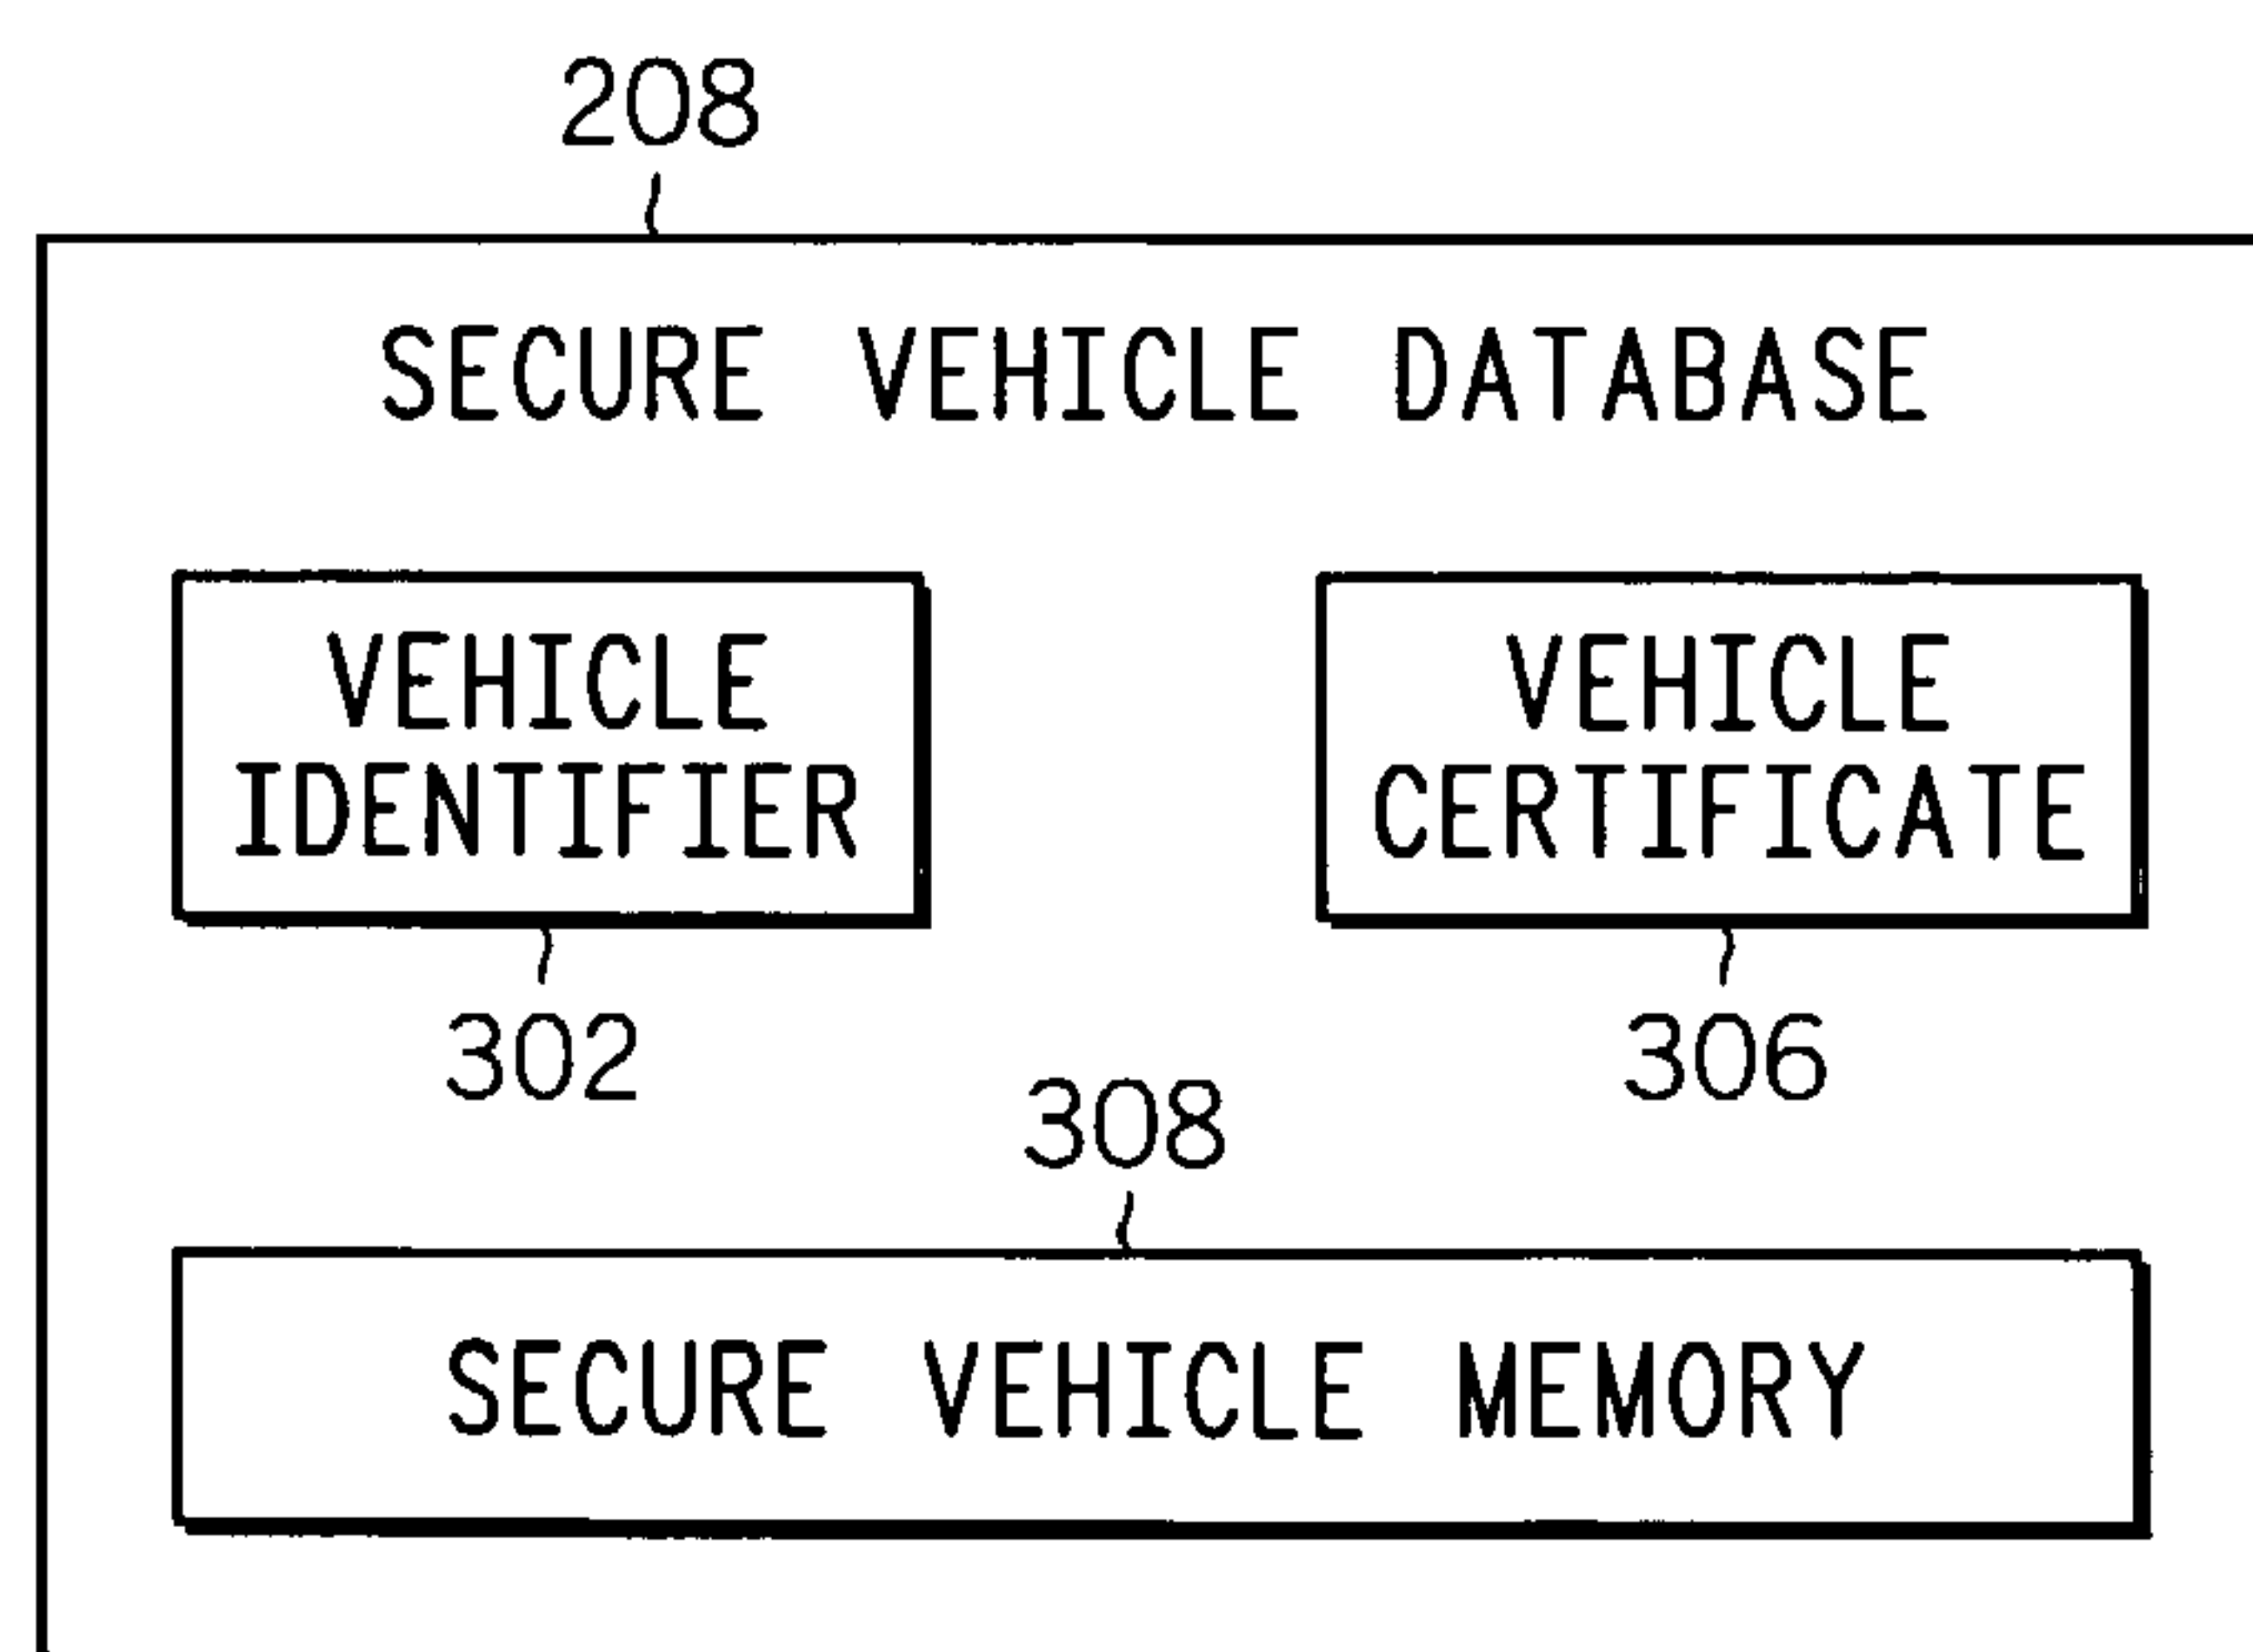 208
SECURE VEHICLE DATABASE
VEHICLE
IDENTIFIER
302
VEHICLE
CERTIFICATE
306
308
SECURE VEHICLE MEMORY